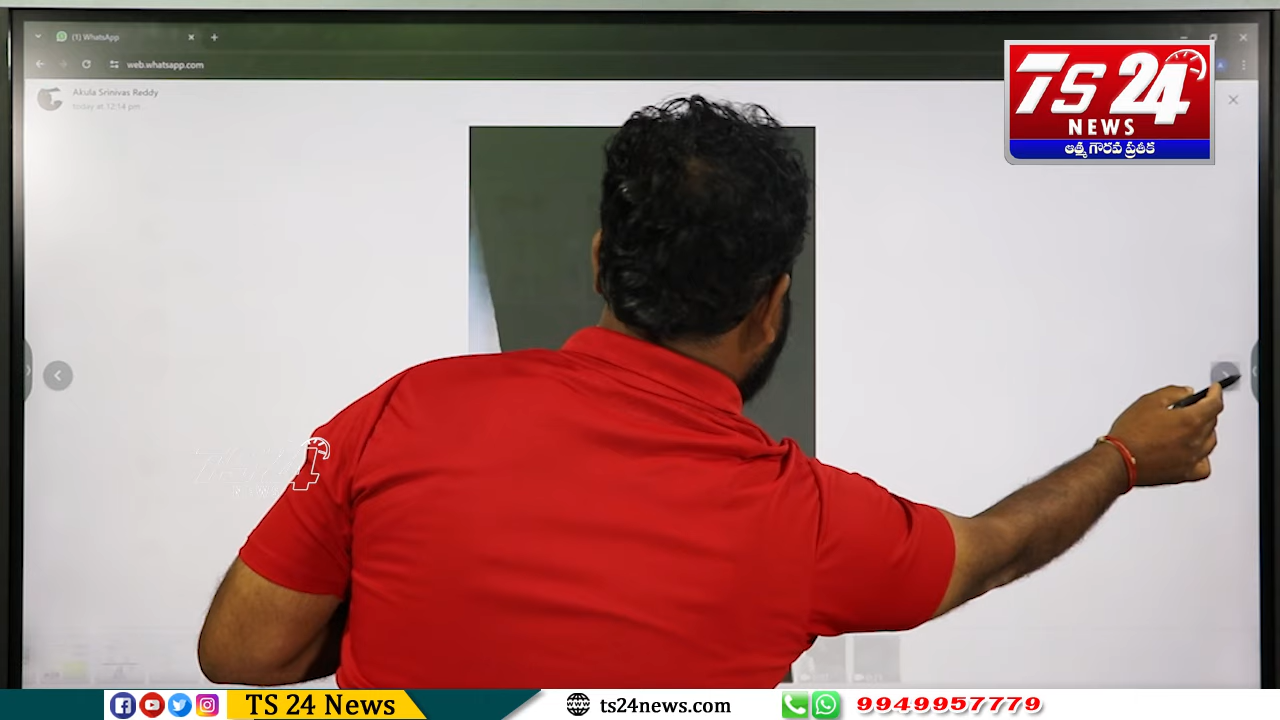 (1) WhatsApp
web.whatsapp.com
Akula Srinivas Reddy
today at 12:14 pm
TS 24
NEWS
ఆత్మ గౌరవ ప్రతీక
TS 24 News
ts24news.com
9949957779